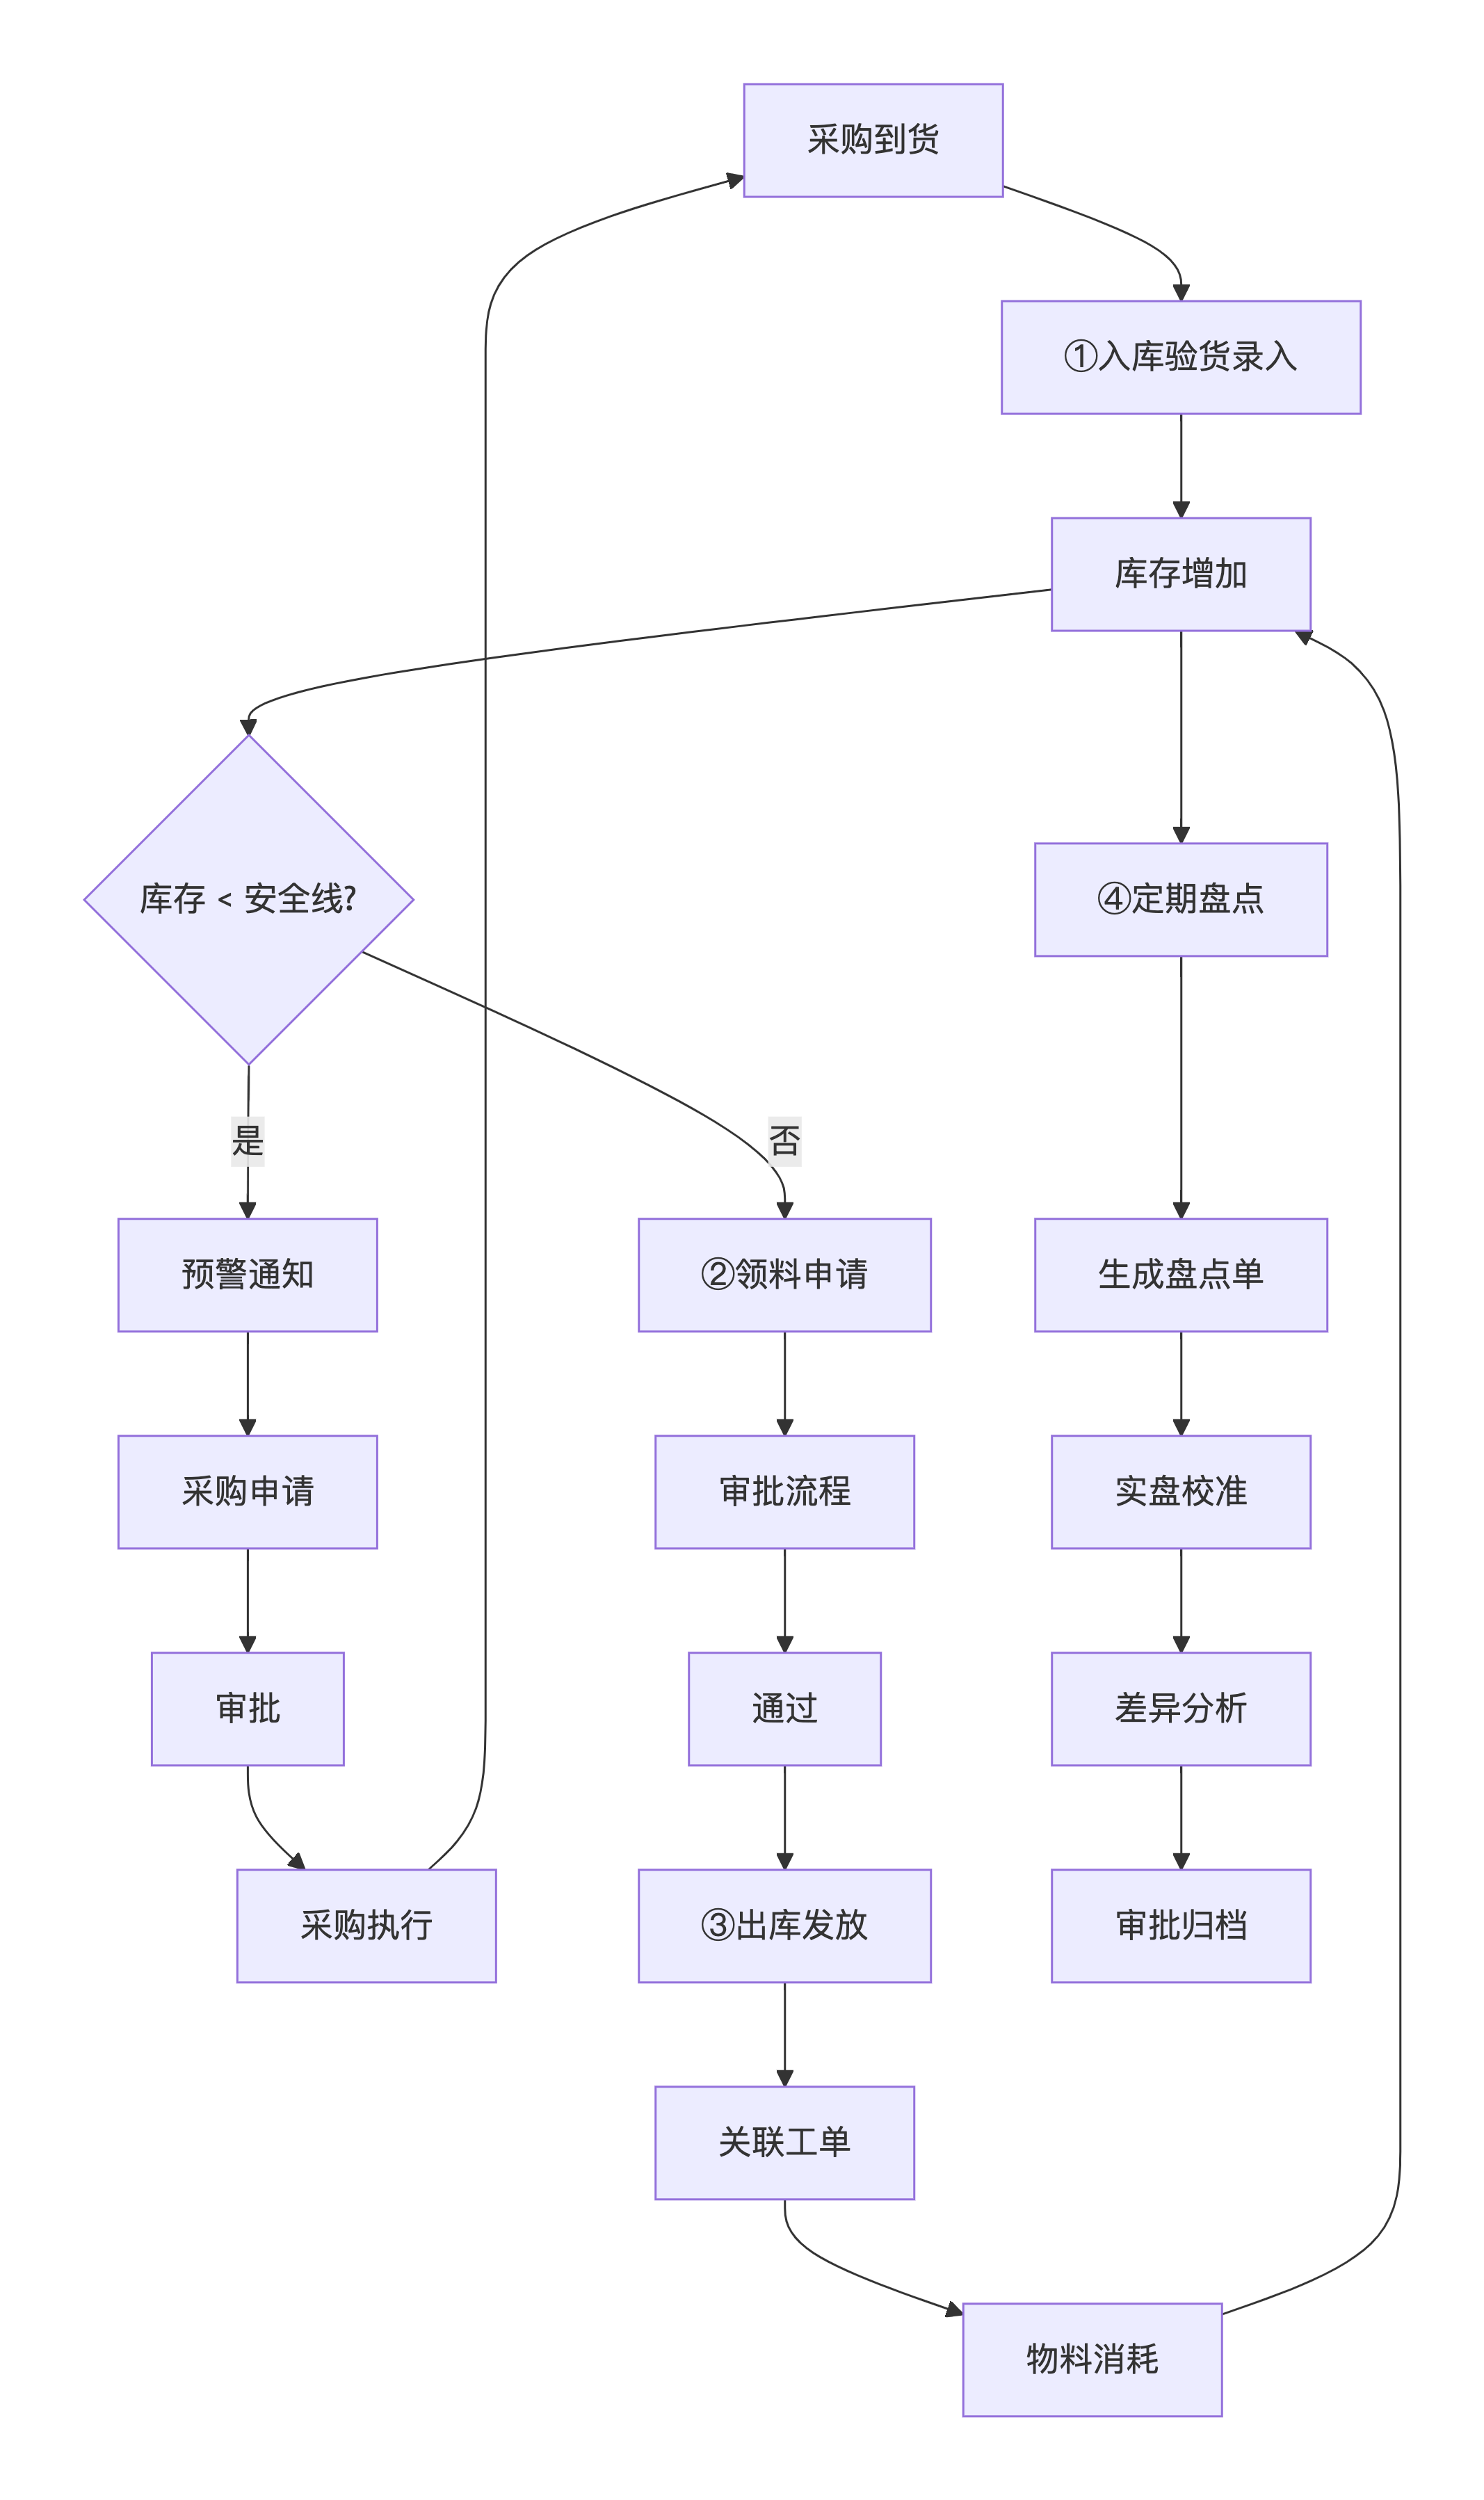 采购到货
①入库验货录入
库存增加
库存 < 安全线?
④定期盘点
是
否
预警通知
②领料申请
生成盘点单
采购申请
审批流程
实盘校准
审批
通过
差异分析
采购执行
③出库发放
审批归档
关联工单
物料消耗